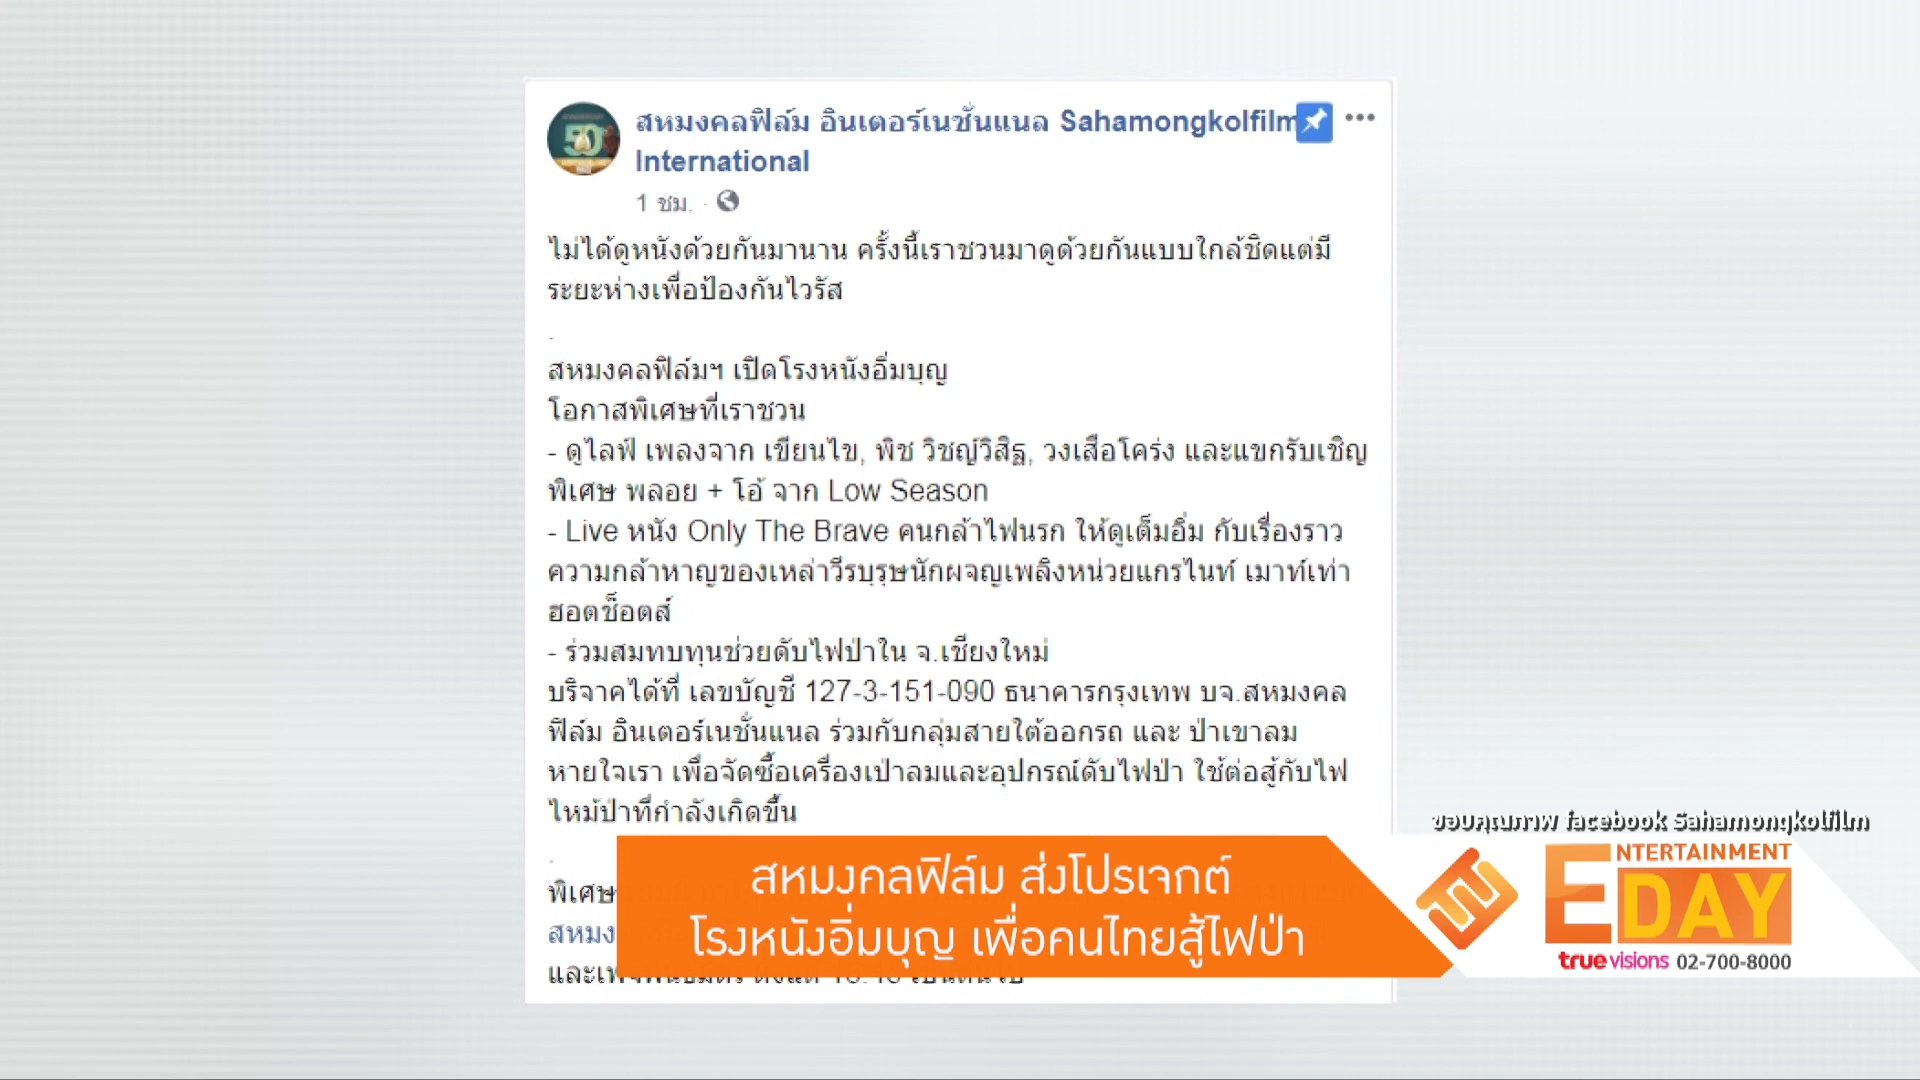 สหมงคลฟิล์ม อินเตอร์เนชั่นแนล Sahamongkolfilm
International
1 ชม. ·
ไม่ได้ดูหนังด้วยกันมานาน ครั้งนี้เราชวนมาดูด้วยกันแบบใกล้ชิดแต่มี
ระยะห่างเพื่อป้องกันไวรัส
.
สหมงคลฟิล์มฯ เปิดโรงหนังอิ่มบุญ
โอกาสพิเศษที่เราชวน
- ดูไลฟ์ เพลงจาก เขียนไข, พิช วิชญ์วิสิฐ, วงเสือโคร่ง และแขกรับเชิญ
พิเศษ พลอย + โอ้ จาก Low Season
- Live หนัง Only The Brave คนกล้าไฟนรก ให้ดูเต็มอิ่ม กับเรื่องราว
ความกล้าหาญของเหล่าวีรบุรุษนักผจญเพลิงหน่วยแกรไนท์ เมาท์เท่า
ฮอตช็อตส์
- ร่วมสมทบทุนช่วยดับไฟป่าใน จ.เชียงใหม่
บริจาคได้ที่ เลขบัญชี 127-3-151-090 ธนาคารกรุงเทพ บจ.สหมงคล
ฟิล์ม อินเตอร์เนชั่นแนล ร่วมกับกลุ่มสายใต้ออกรถ และ ป่าเขาลม
หายใจเรา เพื่อจัดซื้อเครื่องเป่าลมและอุปกรณ์ดับไฟป่า ใช้ต่อสู้กับไฟ
ไหม้ป่าที่กำลังเกิดขึ้น
.
พิเศษ
สหมง
ขอบคุณภาพ facebook Sahamongkolfilm
สหมงคลฟิล์ม ส่งโปรเจกต์
โรงหนังอิ่มบุญ เพื่อคนไทยสู้ไฟป่า
ENTERTAINMENT
DAY
truevisions 02-700-8000